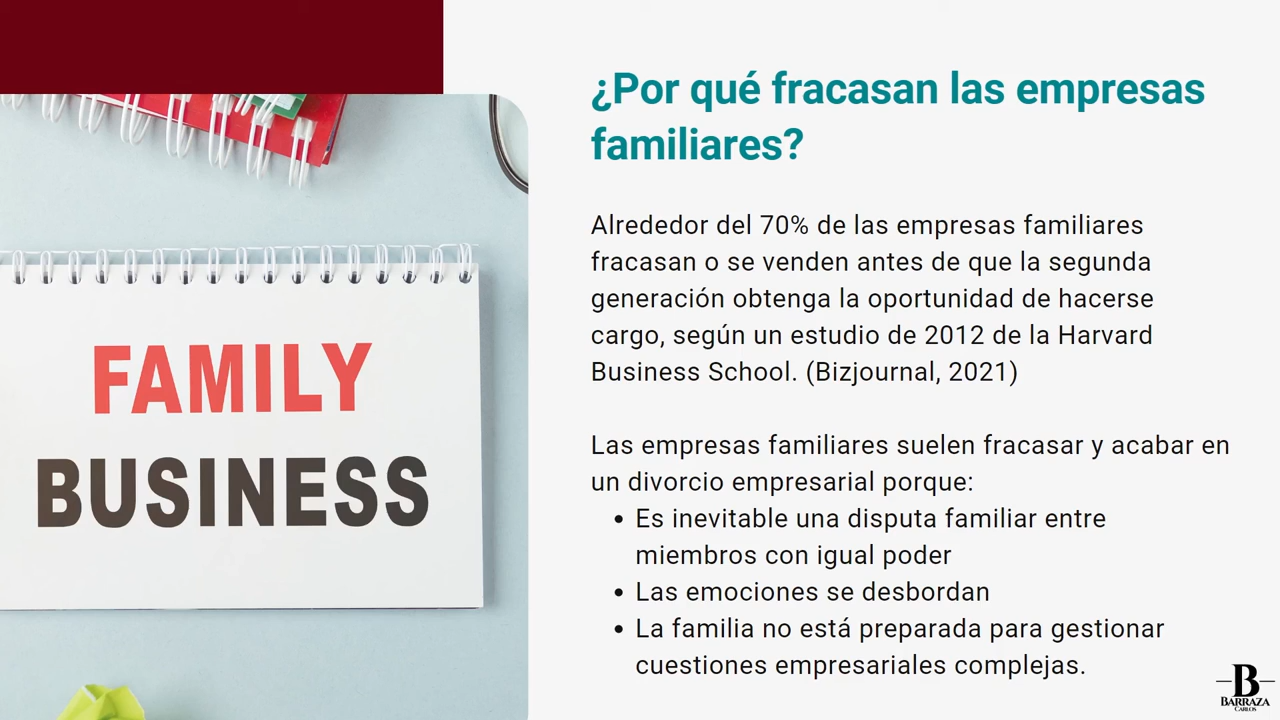 ¿Por qué fracasan las empresas
familiares?
Alrededor del 70% de las empresas familiares
fracasan o se venden antes de que la segunda
generación obtenga la oportunidad de hacerse
cargo, según un estudio de 2012 de la Harvard
Business School. (Bizjournal, 2021)
Las empresas familiares suelen fracasar y acabar en
un divorcio empresarial porque:
• Es inevitable una disputa familiar entre
miembros con igual poder
• Las emociones se desbordan
• La familia no está preparada para gestionar
cuestiones empresariales complejas.
FAMILY
BUSINESS
B
BARRAZA
CARLOS